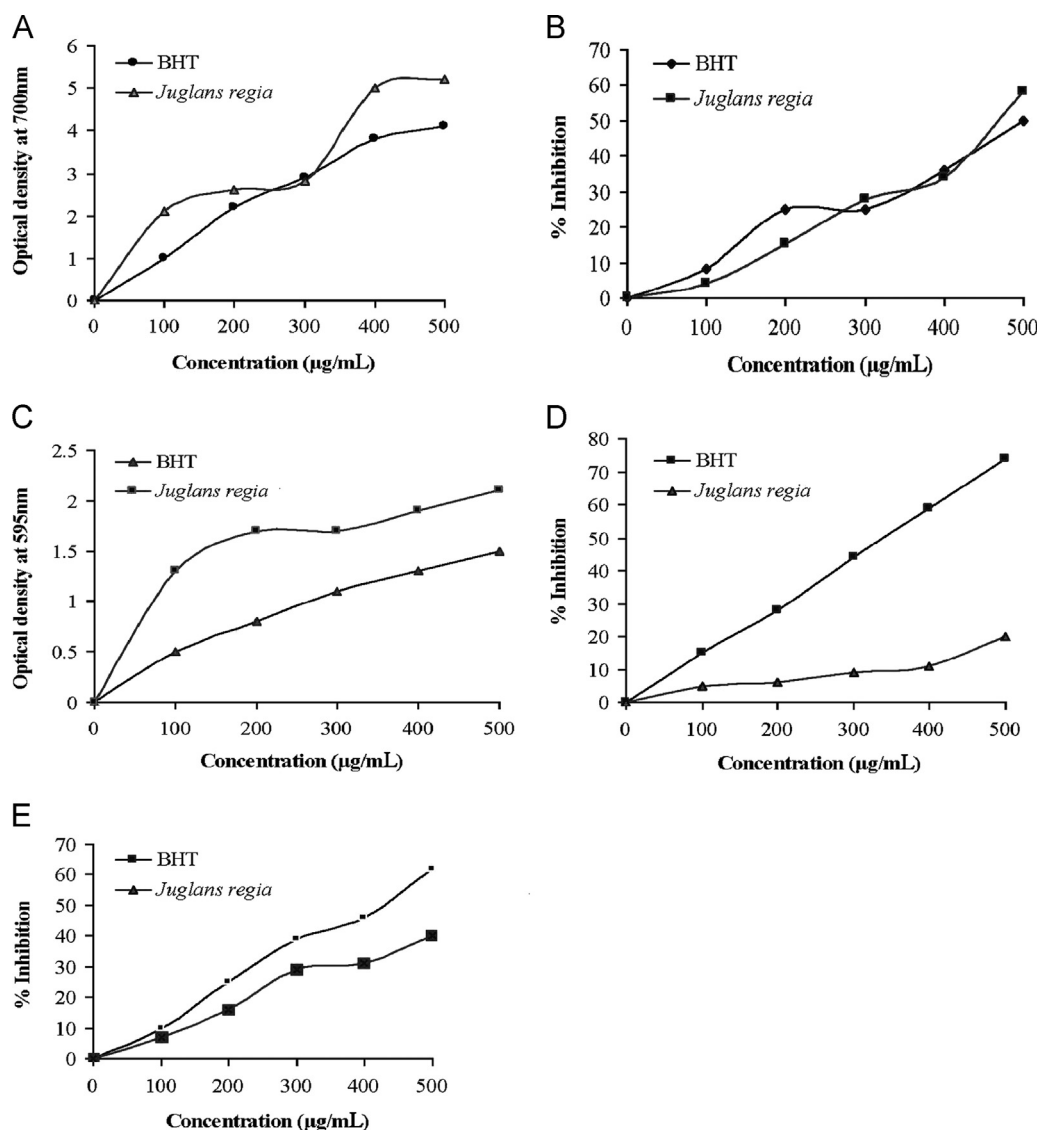 A
6
5
4
3
2
1
0
Optical density at 700nm
BHT
Juglans regia
0 100 200 300 400 500
Concentration (µg/mL)
B
70
60
50
40
30
20
10
0
% Inhibition
BHT
Juglans regia
0 100 200 300 400 500
Concentration (µg/mL)
C
2.5
2
1.5
1
0.5
0
Optical density at 595nm
BHT
Juglans regia
0 100 200 300 400 500
Concentration (µg/mL)
D
80
70
60
50
40
30
20
10
0
% Inhibition
BHT
Juglans regia
0 100 200 300 400 500
Concentration (µg/mL)
E
70
60
50
40
30
20
10
0
% Inhibition
BHT
Juglans regia
0 100 200 300 400 500
Concentration (µg/mL)